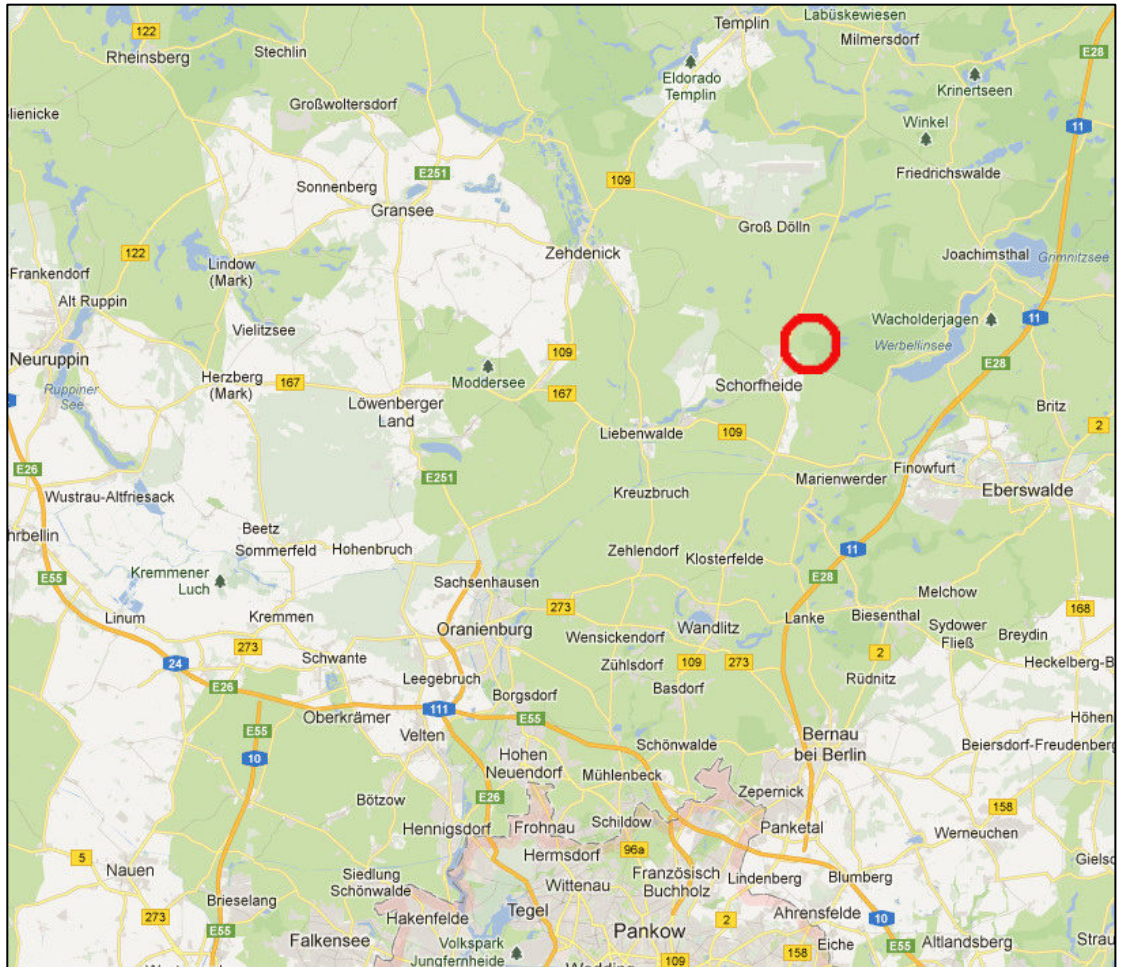 Templin
Labüskewiesen
Milmersdorf
122
Rheinsberg
Stechlin
E28
Eldorado
Templin
Krinertseen
Großwoltersdorf
lienicke
Winkel
11
E251
109
Friedrichswalde
Sonnenberg
Gransee
Groß Dölln
122
Zehdenick
Joachimsthal
Grimnitzsee
Lindow
(Mark)
Frankendorf
Alt Ruppin
Vielitzsee
Wacholderjagen
11
Werbellinsee
Neuruppin
109
E28
Moddersee
Herzberg
(Mark)
167
Schorfheide
Ruppiner
See
167
Löwenberger
Land
Britz
Liebenwalde
109
2
E26
Finowfurt
E251
Marienwerder
Eberswalde
Wustrau-Altfriesack
Kreuzbruch
hrbellin
Beetz
Sommerfeld
Hohenbruch
Zehlendorf
Klosterfelde
11
E55
Kremmener
Luch
Sachsenhausen
E28
Melchow
Linum
Kremmen
273
Lanke
Biesenthal
168
Oranienburg
Wensickendorf
Wandlitz
Sydower
Fließ
Breydin
273
Schwante
24
Zühlsdorf
109
273
2
Heckelberg-B
Leegebruch
Rüdnitz
E26
Borgsdorf
Basdorf
Oberkrämer
111
E55
Höhen
E55
Velten
Bernau
bei Berlin
Schönwalde
Beiersdorf-Freudenberg
10
Hohen
Neuendorf
Mühlenbeck
Bötzow
E26
Zepernick
158
Hennigsdorf
Frohnau
Schildow
Panketal
Werneuchen
5
Hermsdorf
96a
Nauen
Siedlung
Schönwalde
Französisch
Buchholz
Lindenberg
Blumberg
Gielsd
Wittenau
Brieselang
273
Hakenfelde
Tegel
2
Ahrensfelde
10
E55
Falkensee
Volkspark
Jungfernheide
Pankow
158
Eiche
E55
Altlandsberg
Strau
109
Wedding